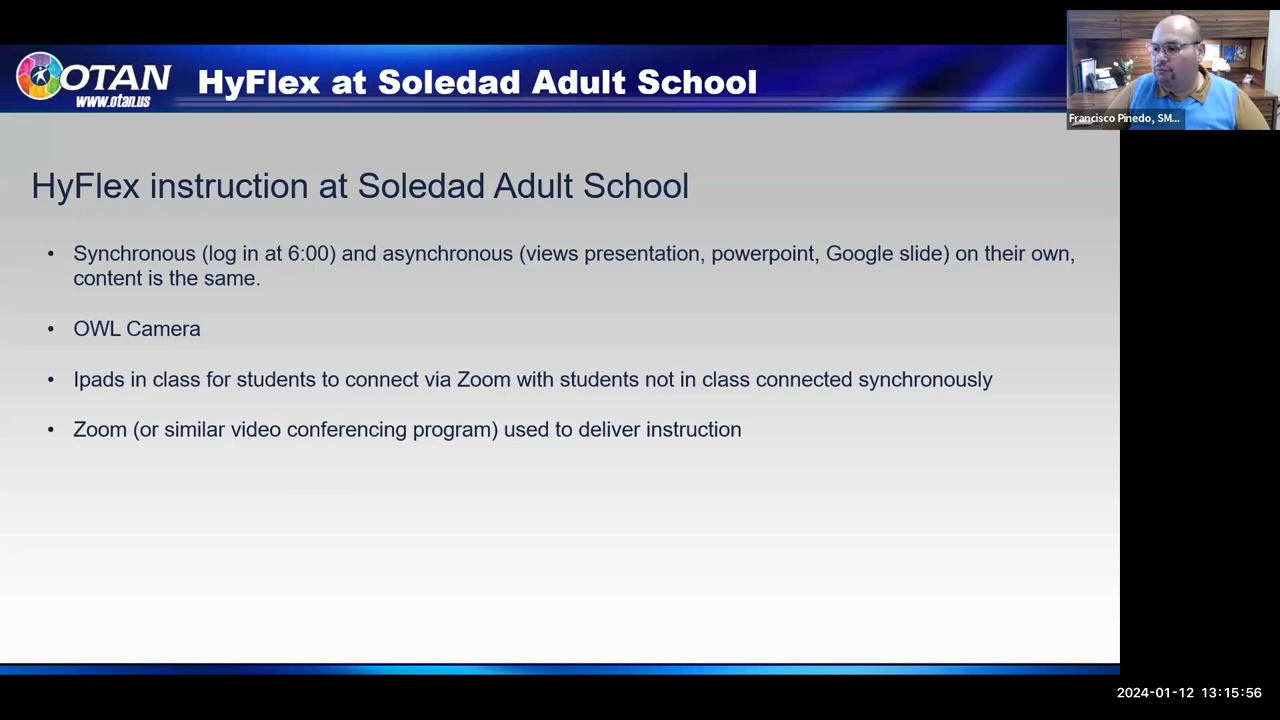 OTAN
www.otan.us
HyFlex at Soledad Adult School
Francisco Pinedo, SM...
HyFlex instruction at Soledad Adult School
• Synchronous (log in at 6:00) and asynchronous (views presentation, powerpoint, Google slide) on their own,
content is the same.
• OWL Camera
• Ipads in class for students to connect via Zoom with students not in class connected synchronously
• Zoom (or similar video conferencing program) used to deliver instruction
2024-01-12 13:15:56